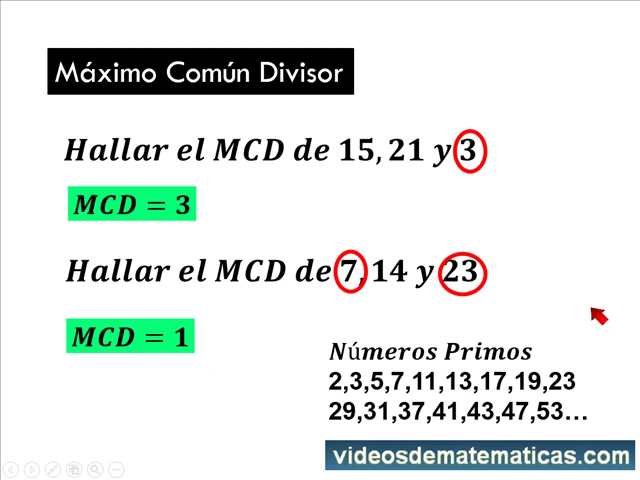 Máximo Común Divisor
Hallar el MCD de 15, 21 y 3
MCD = 3
Hallar el MCD de 7, 14 y 23
MCD = 1
Números Primos
2,3,5,7,11,13,17,19,23
29,31,37,41,43,47,53...
videosdematematicas.com